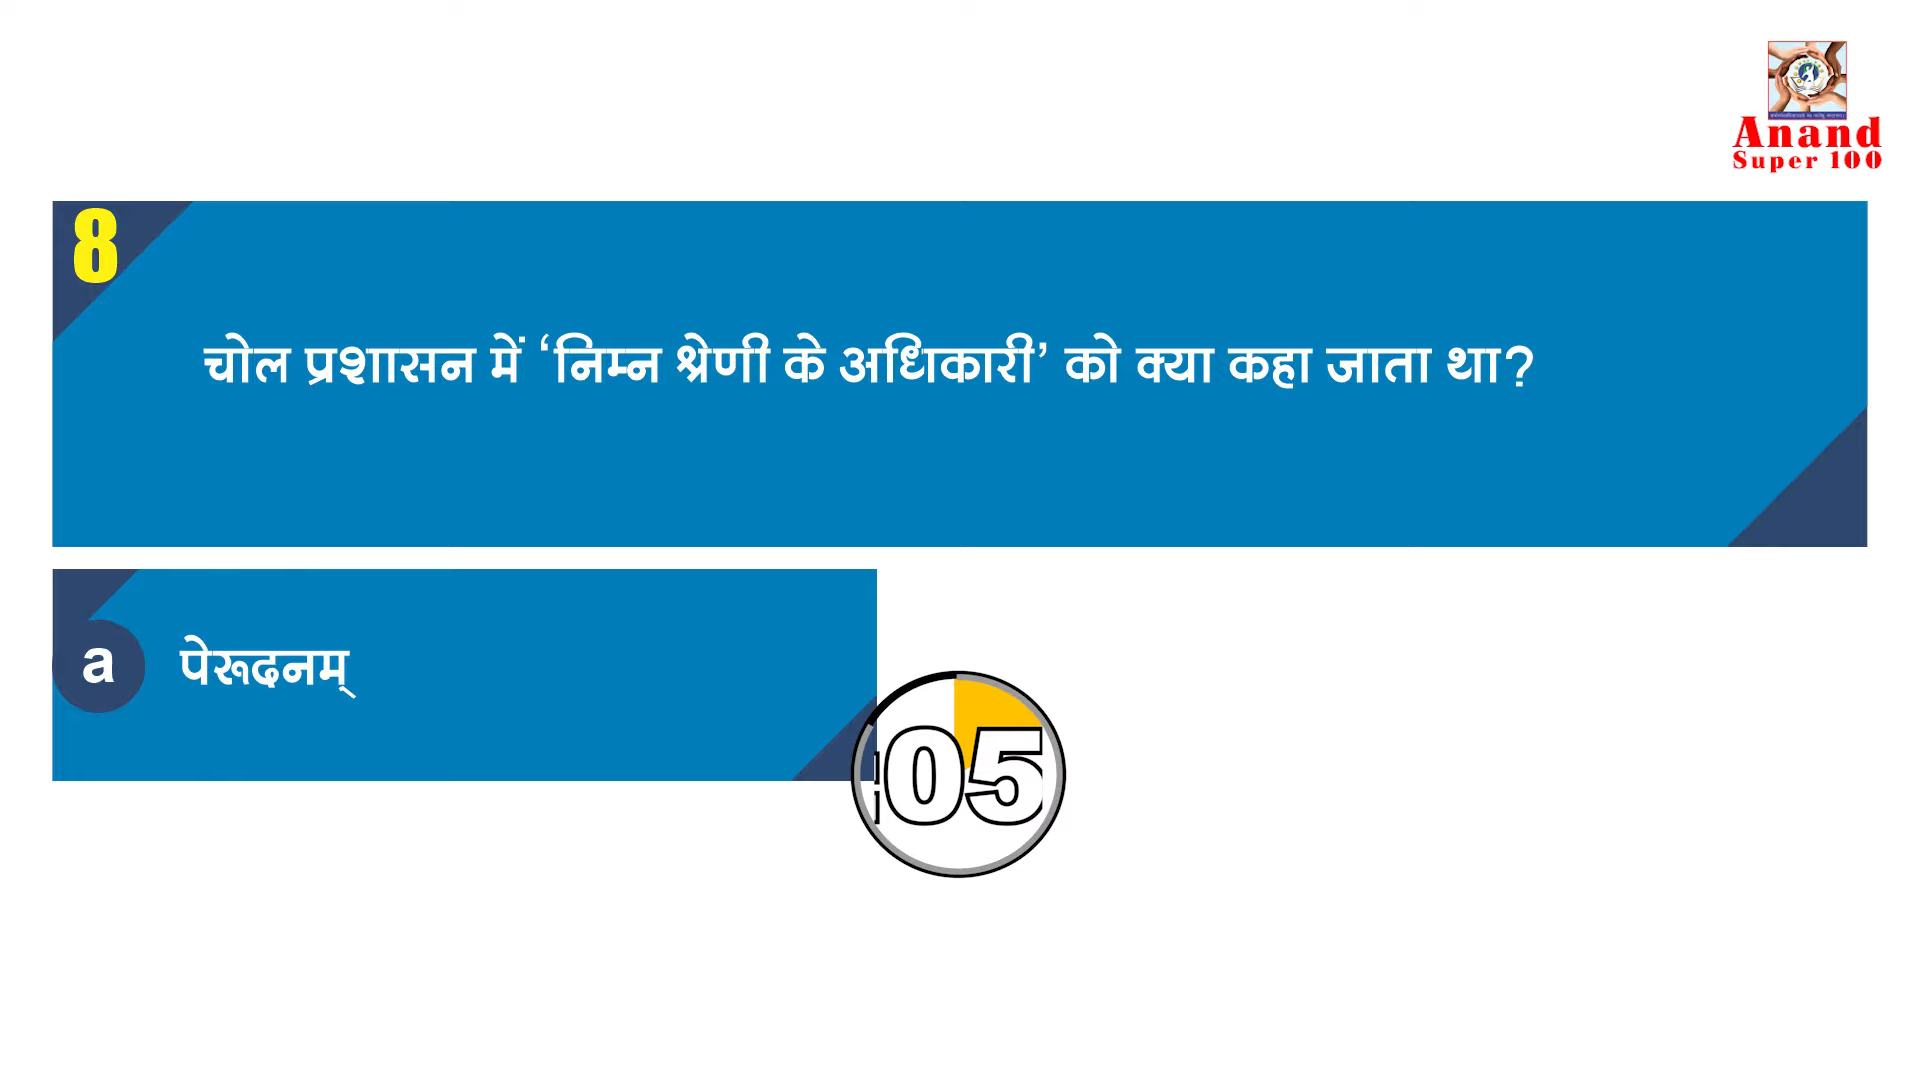 Anand
Super 100
8
चोल प्रशासन में ‘निम्न श्रेणी के अधिकारी’ को क्या कहा जाता था?
a
पेरूदनम्
:05